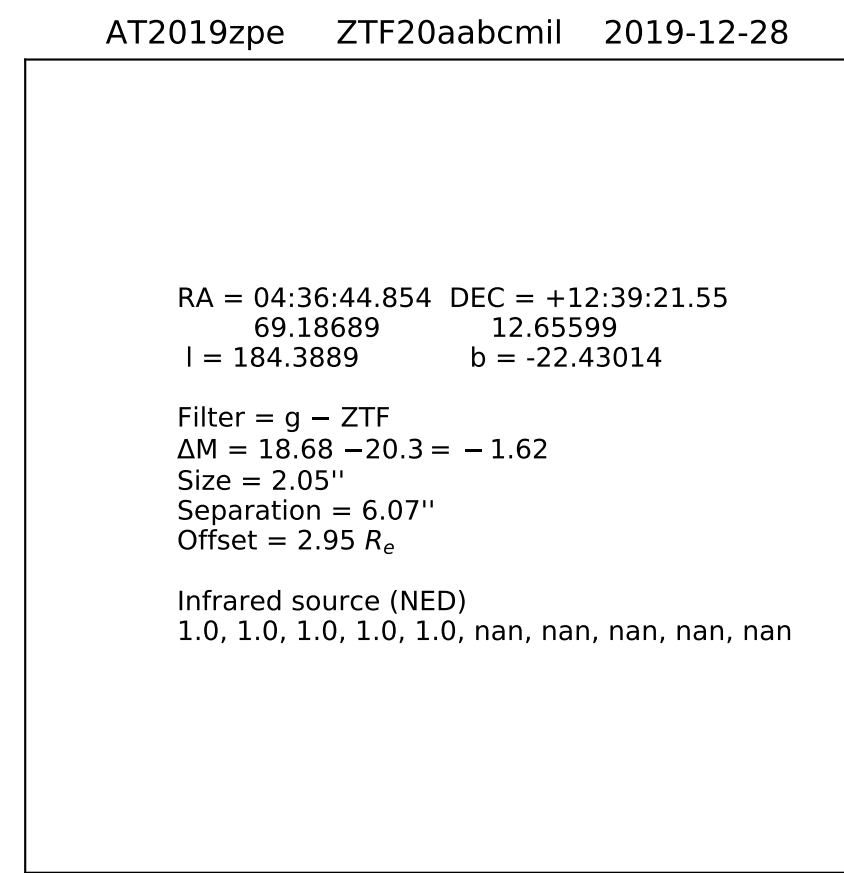 AT2019zpe ZTF20aabcmil 2019-12-28
RA = 04:36:44.854 DEC = +12:39:21.55
69.18689 12.65599
l = 184.3889 b = -22.43014
Filter = g − ZTF
ΔM = 18.68 −20.3 = − 1.62
Size = 2.05''
Separation = 6.07''
Offset = 2.95 Rₑ
Infrared source (NED)
1.0, 1.0, 1.0, 1.0, 1.0, nan, nan, nan, nan, nan